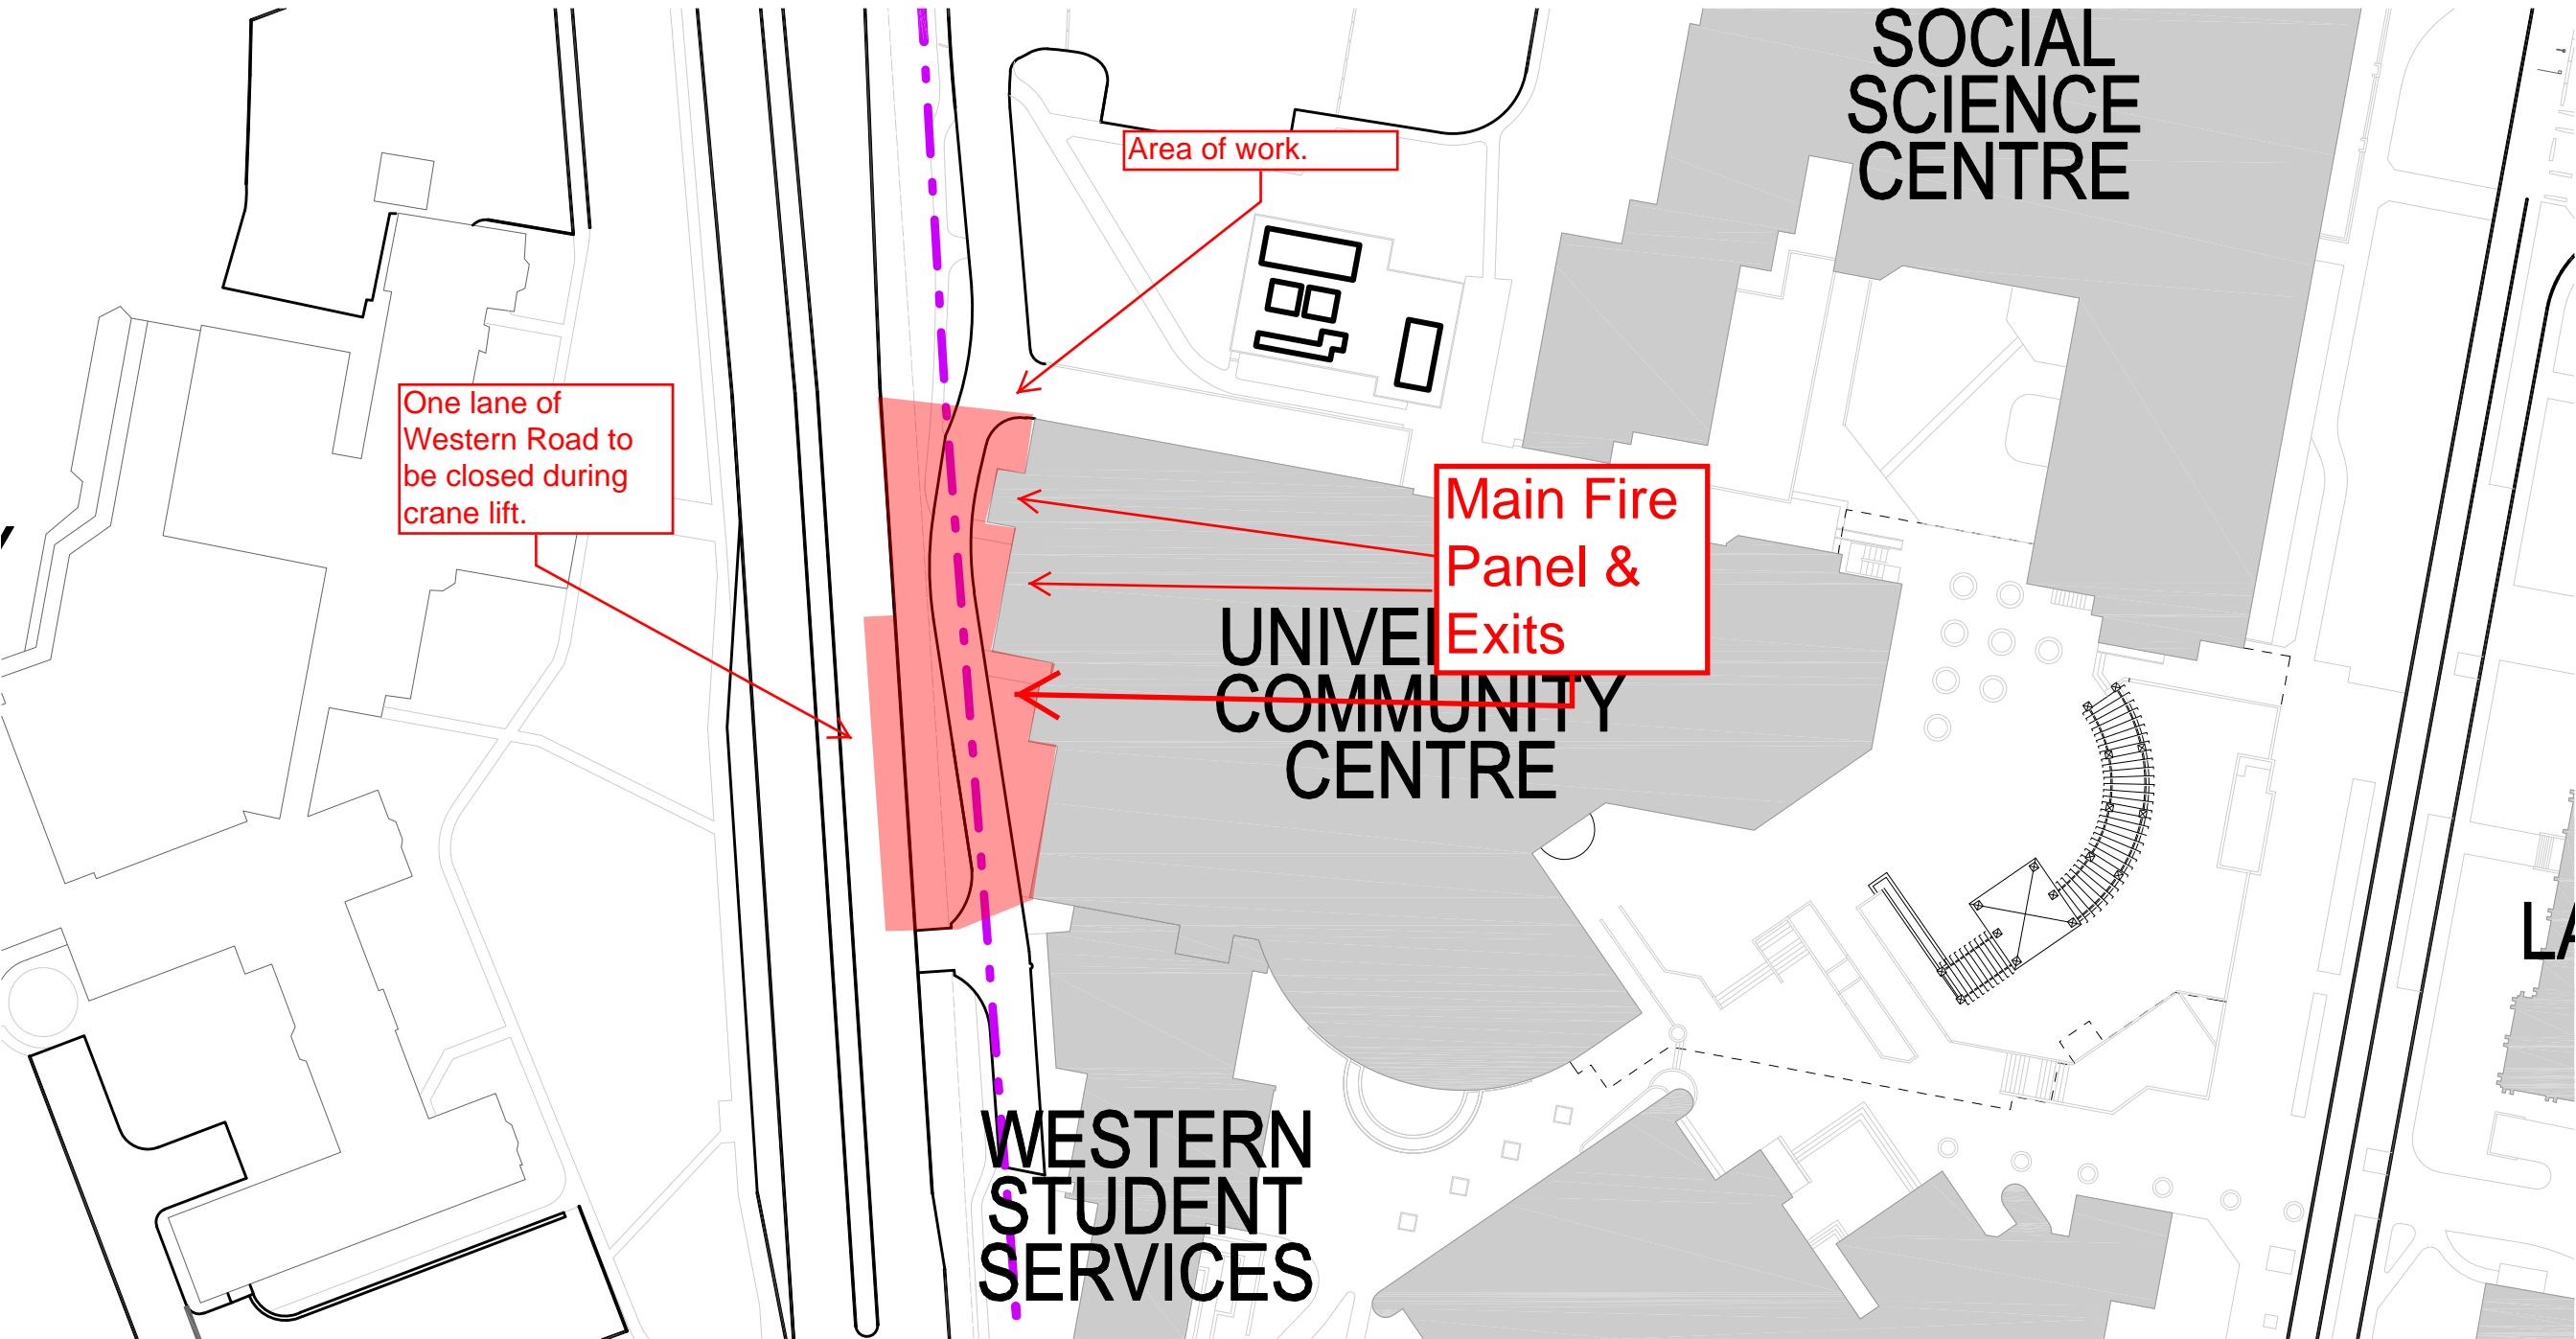 SOCIAL
SCIENCE
CENTRE
Area of work.
One lane of
Western Road to
be closed during
crane lift.
Main Fire
Panel &
Exits
COMMUNITY
CENTRE
WESTERN
STUDENT
SERVICES